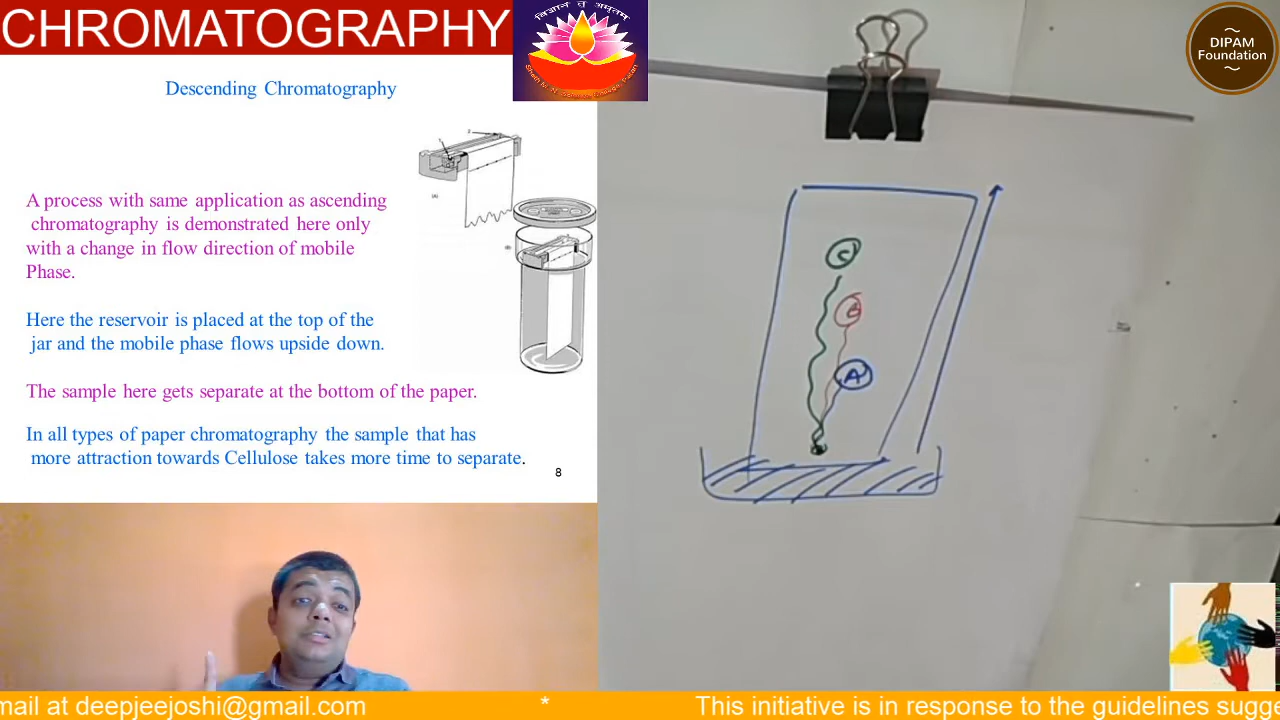 CHROMATOGRAPHY
विज्ञानं तु अमृतम्
DIPAM
Foundation
Descending Chromatography
A process with same application as ascending
chromatography is demonstrated here only
with a change in flow direction of mobile
Phase.
Here the reservoir is placed at the top of the
jar and the mobile phase flows upside down.
The sample here gets separate at the bottom of the paper.
In all types of paper chromatography the sample that has
more attraction towards Cellulose takes more time to separate.
8
C
B
A
mail at deepjeejoshi@gmail.com * This initiative is in response to the guidelines sugge